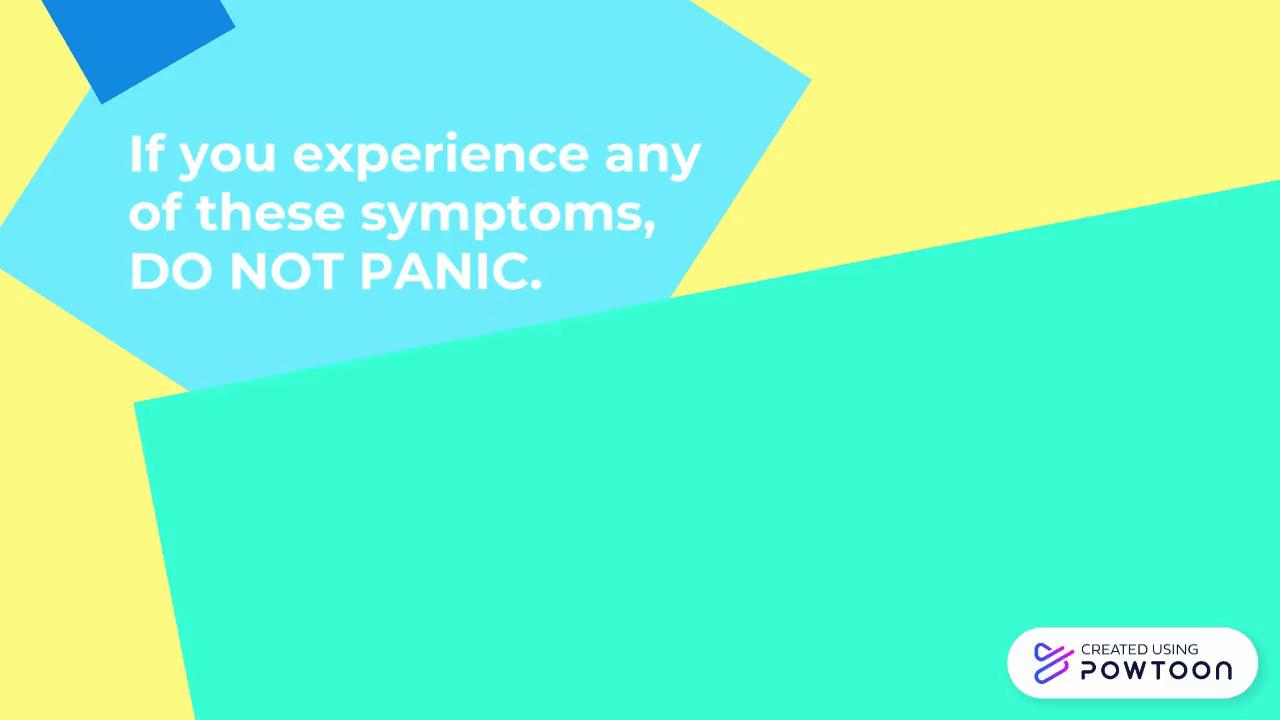 If you experience any
of these symptoms,
DO NOT PANIC.
CREATED USING
POWTOON